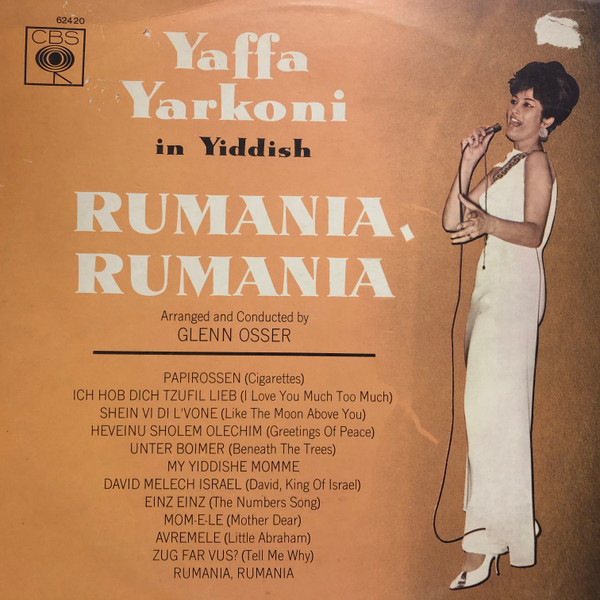 62420
CBS
Yaffa
Yarkoni
in Yiddish
RUMANIA,
RUMANIA
Arranged and Conducted by
GLENN OSSER
PAPIROSSEN (Cigarettes)
ICH HOB DICH TZUFIL LIEB (I Love You Much Too Much)
SHEIN VI DI L'VONE (Like The Moon Above You)
HEVEINU SHOLEM OLECHIM (Greetings Of Peace)
UNTER BOIMER (Beneath The Trees)
MY YIDDISHE MOMME
DAVID MELECH ISRAEL (David, King Of Israel)
EINZ EINZ (The Numbers Song)
MOM-E-LE (Mother Dear)
AVREMELE (Little Abraham)
ZUG FAR VUS? (Tell Me Why)
RUMANIA, RUMANIA